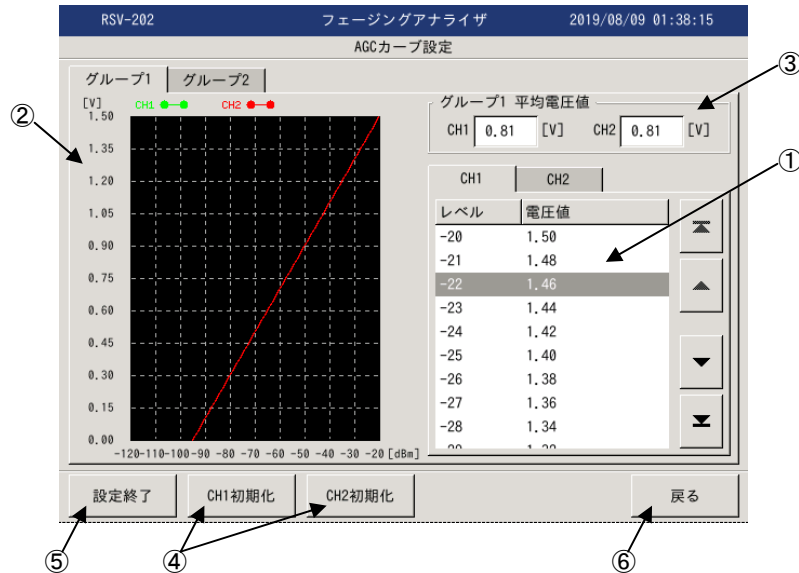 RSV-202 フェージングアナライザ 2019/08/09 01:38:15
AGCカーブ設定
グループ1 グループ2
[V] CH1 CH2
1.50
1.35
1.20
1.05
0.90
0.75
0.60
0.45
0.30
0.15
0.00
-120-110-100-90 -80 -70 -60 -50 -40 -30 -20[dBm]
グループ1 平均電圧値
CH1 0.81 [V] CH2 0.81 [V]
CH1 CH2
レベル 電圧値
-20 1.50
-21 1.48
-22 1.46
-23 1.44
-24 1.42
-25 1.40
-26 1.38
-27 1.36
-28 1.34
設定終了 CH1初期化 CH2初期化 戻る
②
③
①
⑤ ④ ⑥